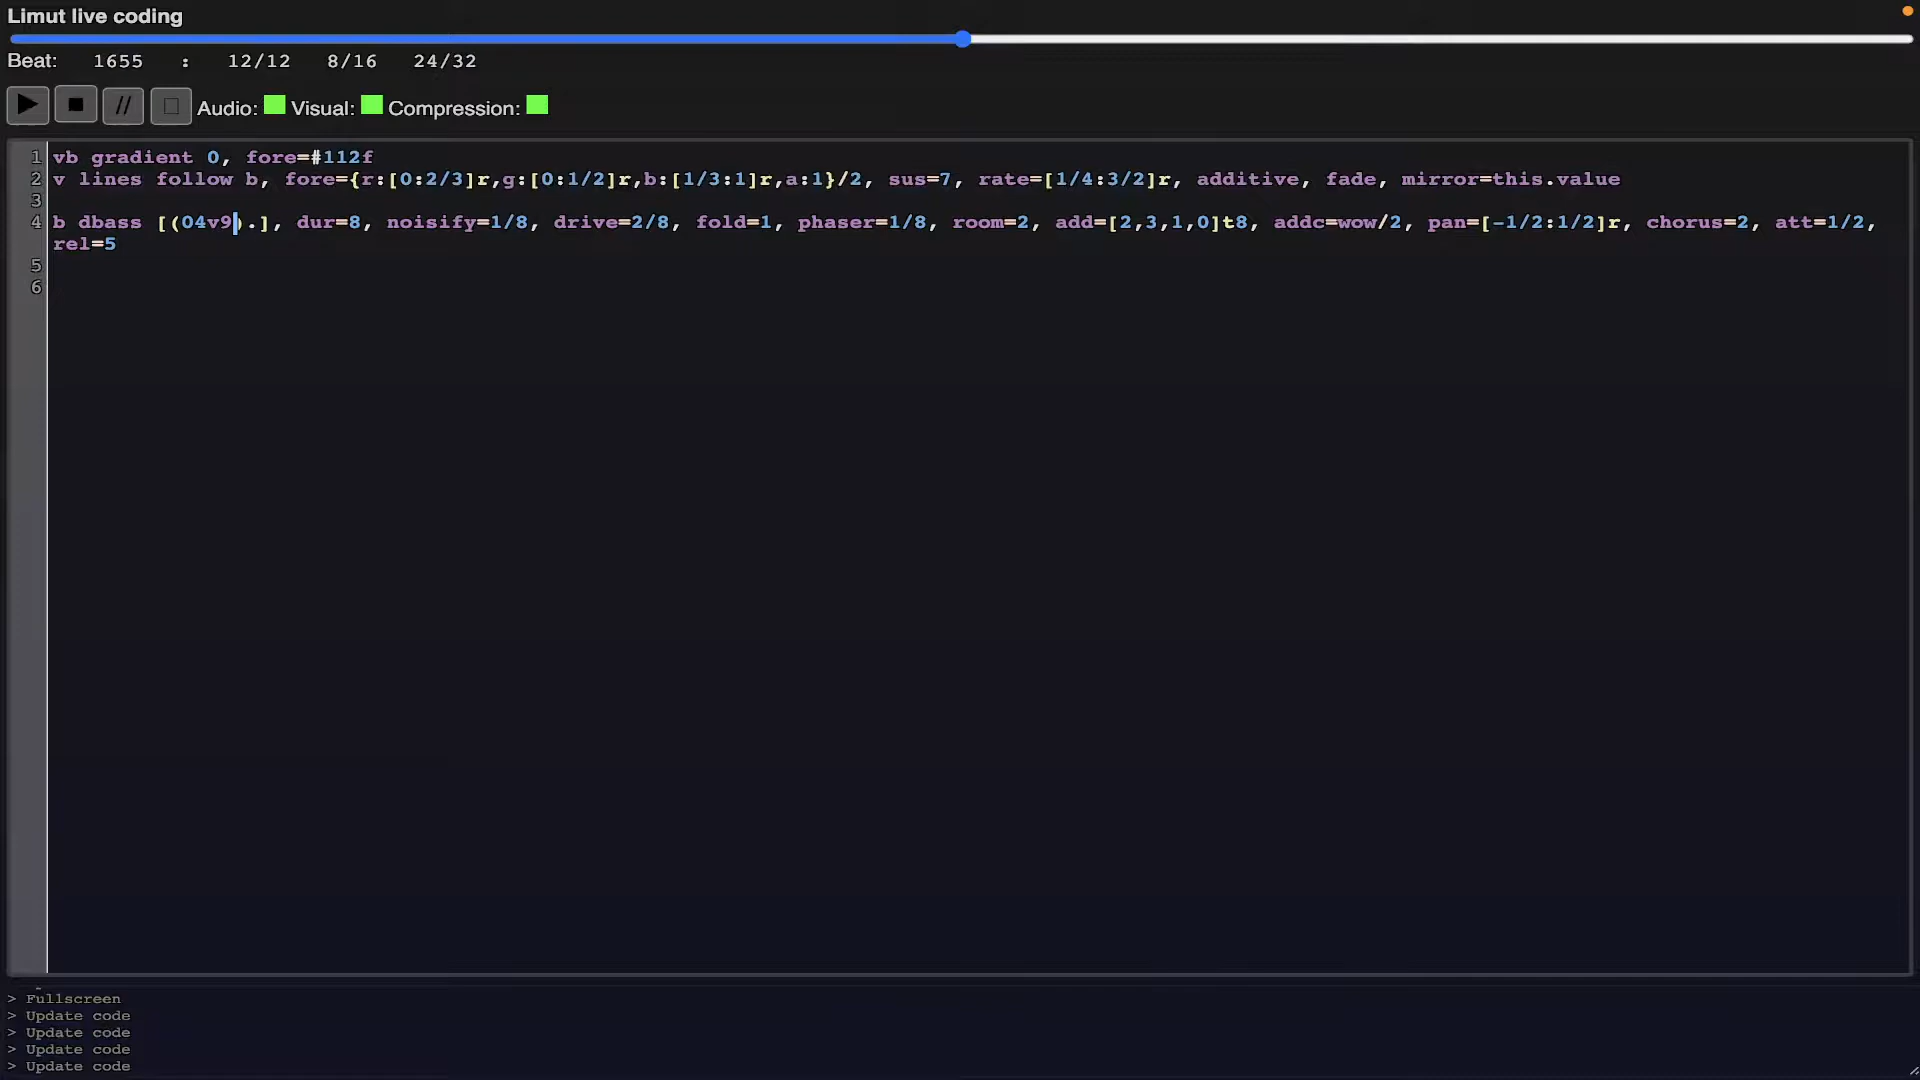 Limut live coding
Beat: 1655 : 12/12 8/16 24/32
// Audio: Visual: Compression:
1 vb gradient 0, fore=#112f
2 v lines follow b, fore={r:[0:2/3]r,g:[0:1/2]r,b:[1/3:1]r,a:1}/2, sus=7, rate=[1/4:3/2]r, additive, fade, mirror=this.value
3
4 b dbass [(04v9).], dur=8, noisify=1/8, drive=2/8, fold=1, phaser=1/8, room=2, add=[2,3,1,0]t8, addc=wow/2, pan=[-1/2:1/2]r, chorus=2, att=1/2,
rel=5
5
6
> Fullscreen
> Update code
> Update code
> Update code
> Update code